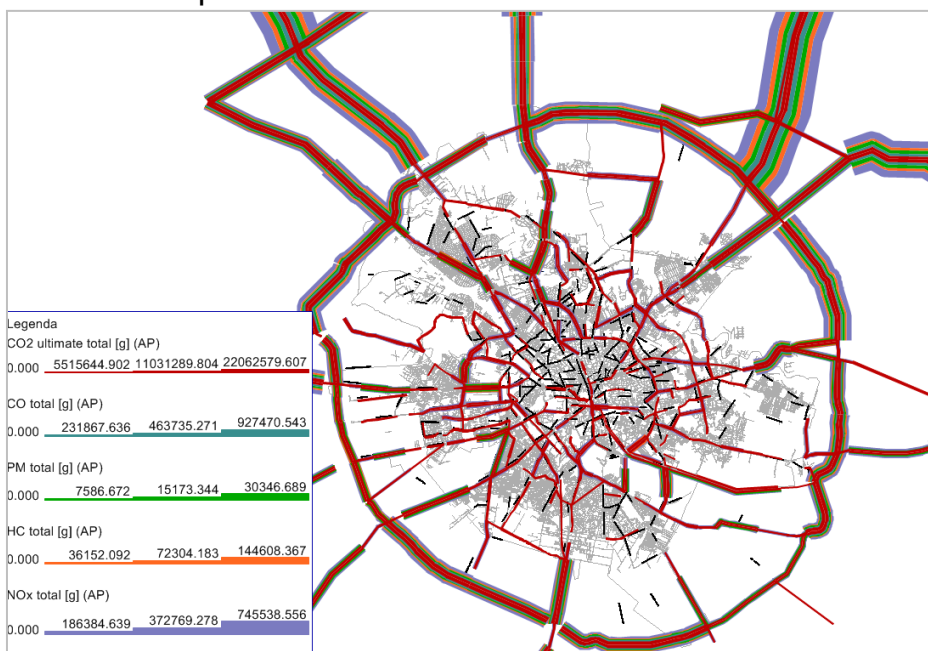 Legenda
CO2 ultimate total [g] (AP)
0.000 5515644.902 11031289.804 22062579.607
CO total [g] (AP)
0.000 231867.636 463735.271 927470.543
PM total [g] (AP)
0.000 7586.672 15173.344 30346.689
HC total [g] (AP)
0.000 36152.092 72304.183 144608.367
NOx total [g] (AP)
0.000 186384.639 372769.278 745538.556